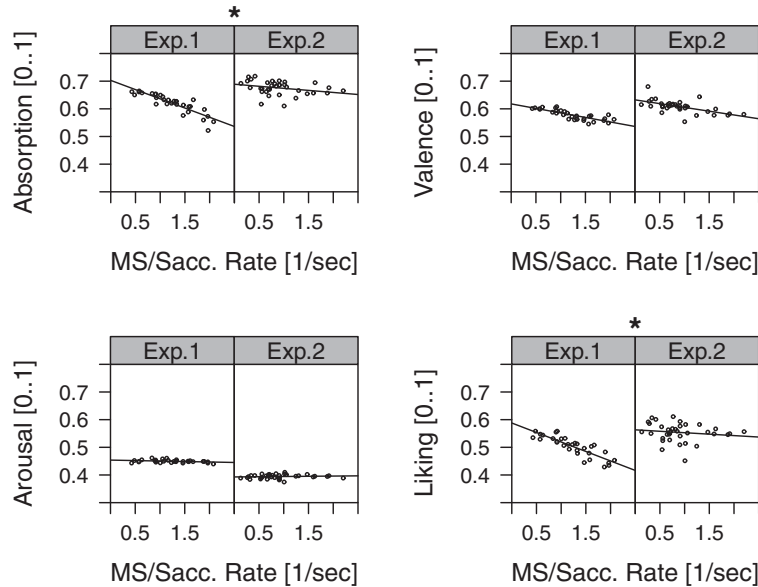 *
Exp.1 Exp.2
Absorption [0..1]
0.7
0.6
0.5
0.4
0.5 1.5 0.5 1.5
MS/Sacc. Rate [1/sec]
Exp.1 Exp.2
Valence [0..1]
0.7
0.6
0.5
0.4
0.5 1.5 0.5 1.5
MS/Sacc. Rate [1/sec]
Exp.1 Exp.2
Arousal [0..1]
0.7
0.6
0.5
0.4
0.5 1.5 0.5 1.5
MS/Sacc. Rate [1/sec]
*
Exp.1 Exp.2
Liking [0..1]
0.7
0.6
0.5
0.4
0.5 1.5 0.5 1.5
MS/Sacc. Rate [1/sec]